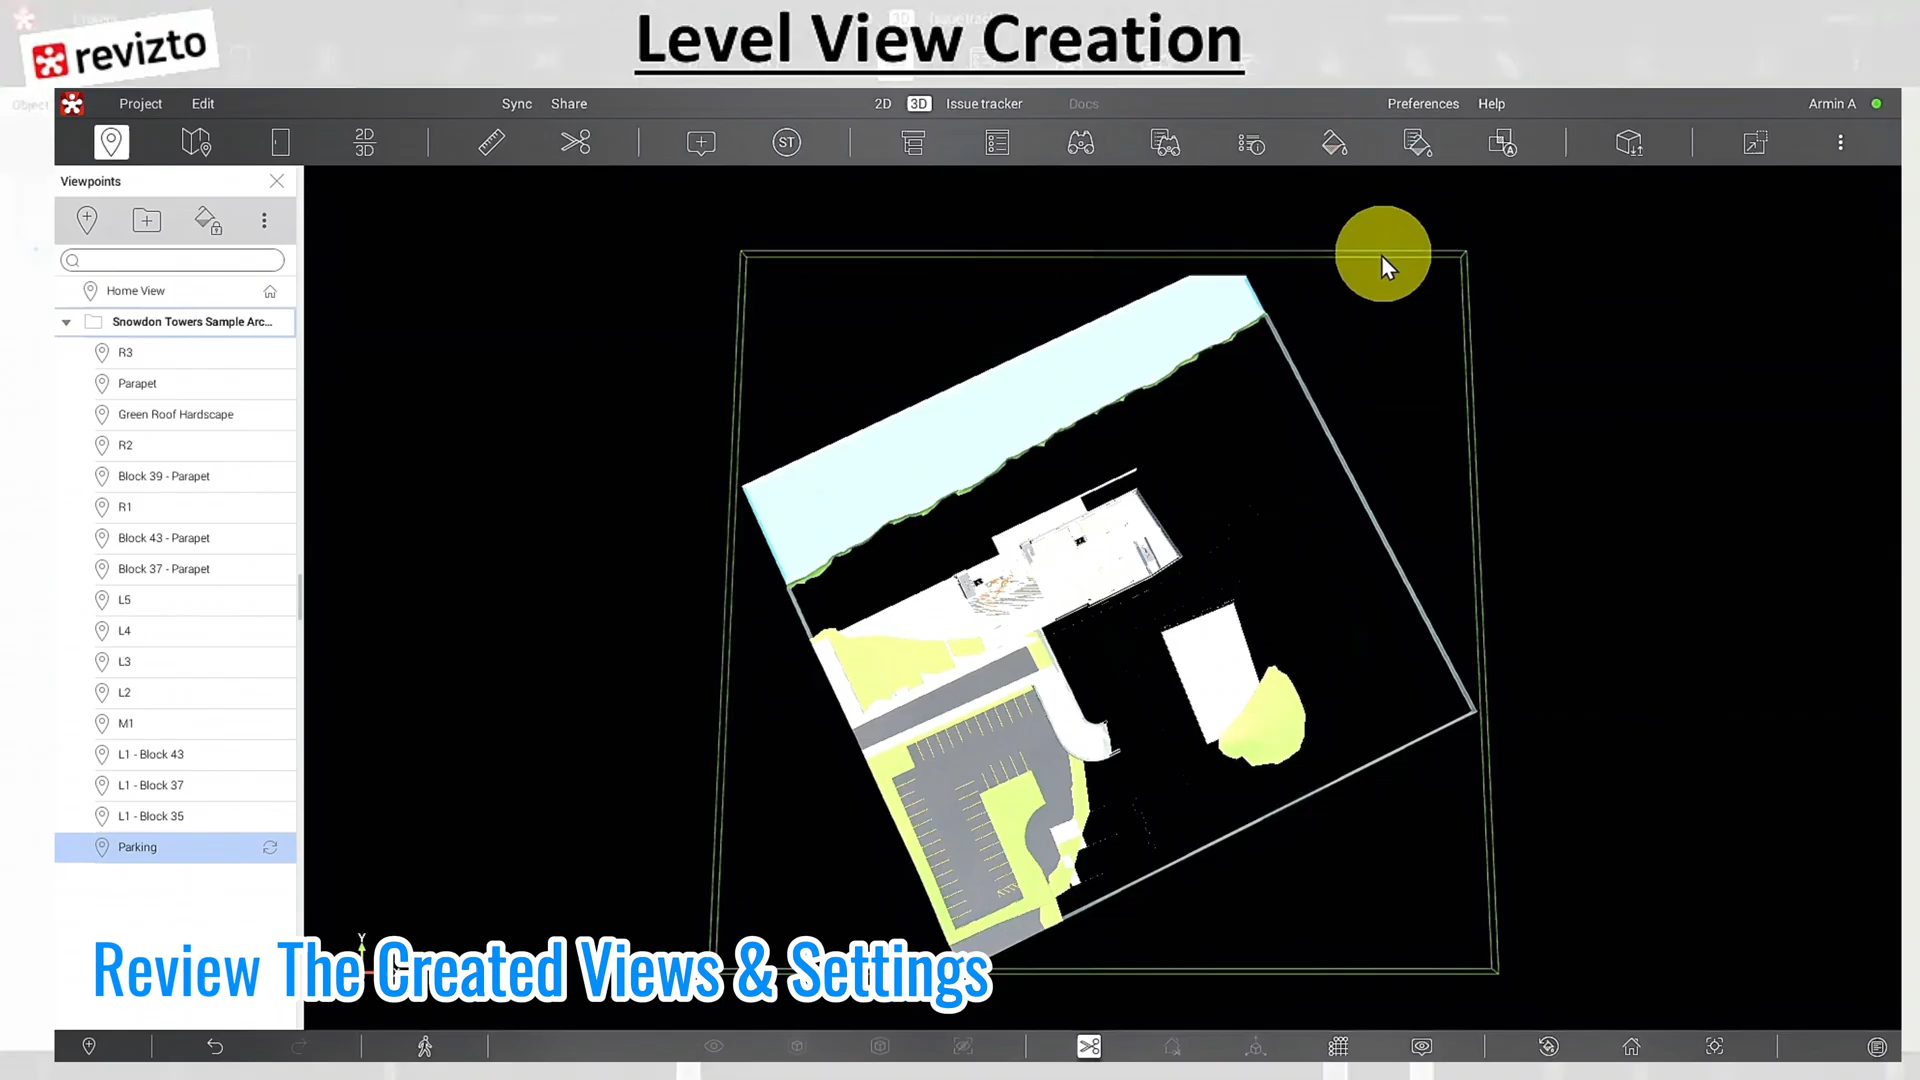 Level View Creation
revizto
Object
Project Edit Sync Share 2D 3D Issue tracker Docs Preferences Help Armin A
2D
3D
ST
A
Viewpoints
Home View
Snowdon Towers Sample Arc...
R3
Parapet
Green Roof Hardscape
R2
Block 39 - Parapet
R1
Block 43 - Parapet
Block 37 - Parapet
L5
L4
L3
L2
M1
L1 - Block 43
L1 - Block 37
L1 - Block 35
Parking
Y
Review The Created Views & Settings